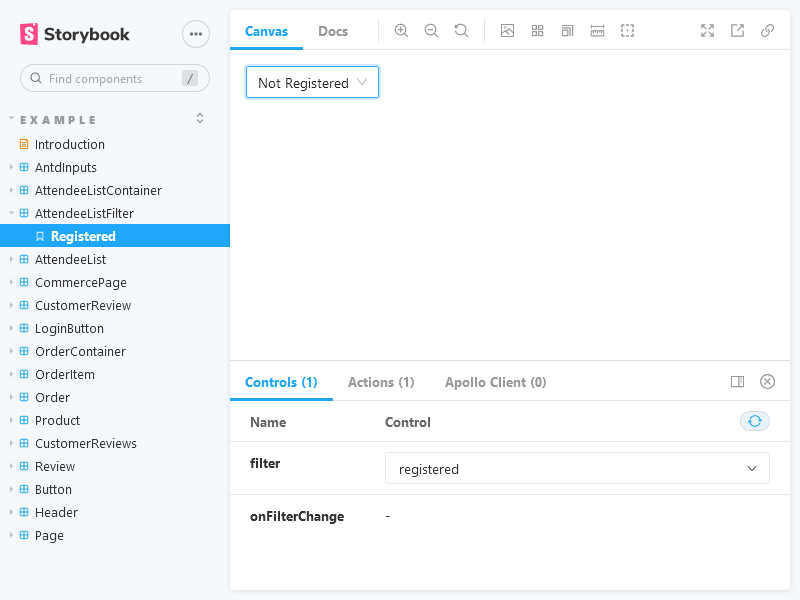 Storybook
Find components /
EXAMPLE
Introduction
AntdInputs
AttendeeListContainer
AttendeeListFilter
Registered
AttendeeList
CommercePage
CustomerReview
LoginButton
OrderContainer
OrderItem
Order
Product
CustomerReviews
Review
Button
Header
Page
Canvas Docs
Not Registered
Controls (1) Actions (1) Apollo Client (0)
Name Control
filter registered
onFilterChange -